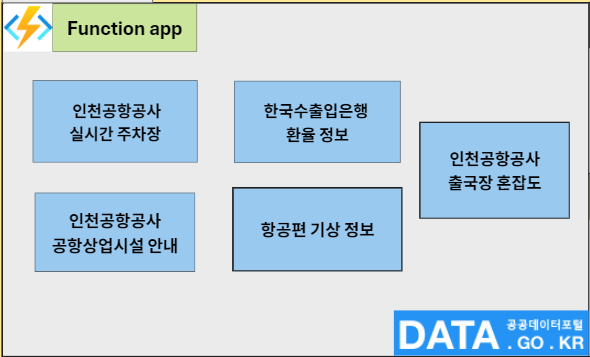 Function app
인천공항공사
실시간 주차장
한국수출입은행
환율 정보
인천공항공사
출국장 혼잡도
인천공항공사
공항상업시설 안내
항공편 기상 정보
DATA
공공데이터포털
.GO.KR